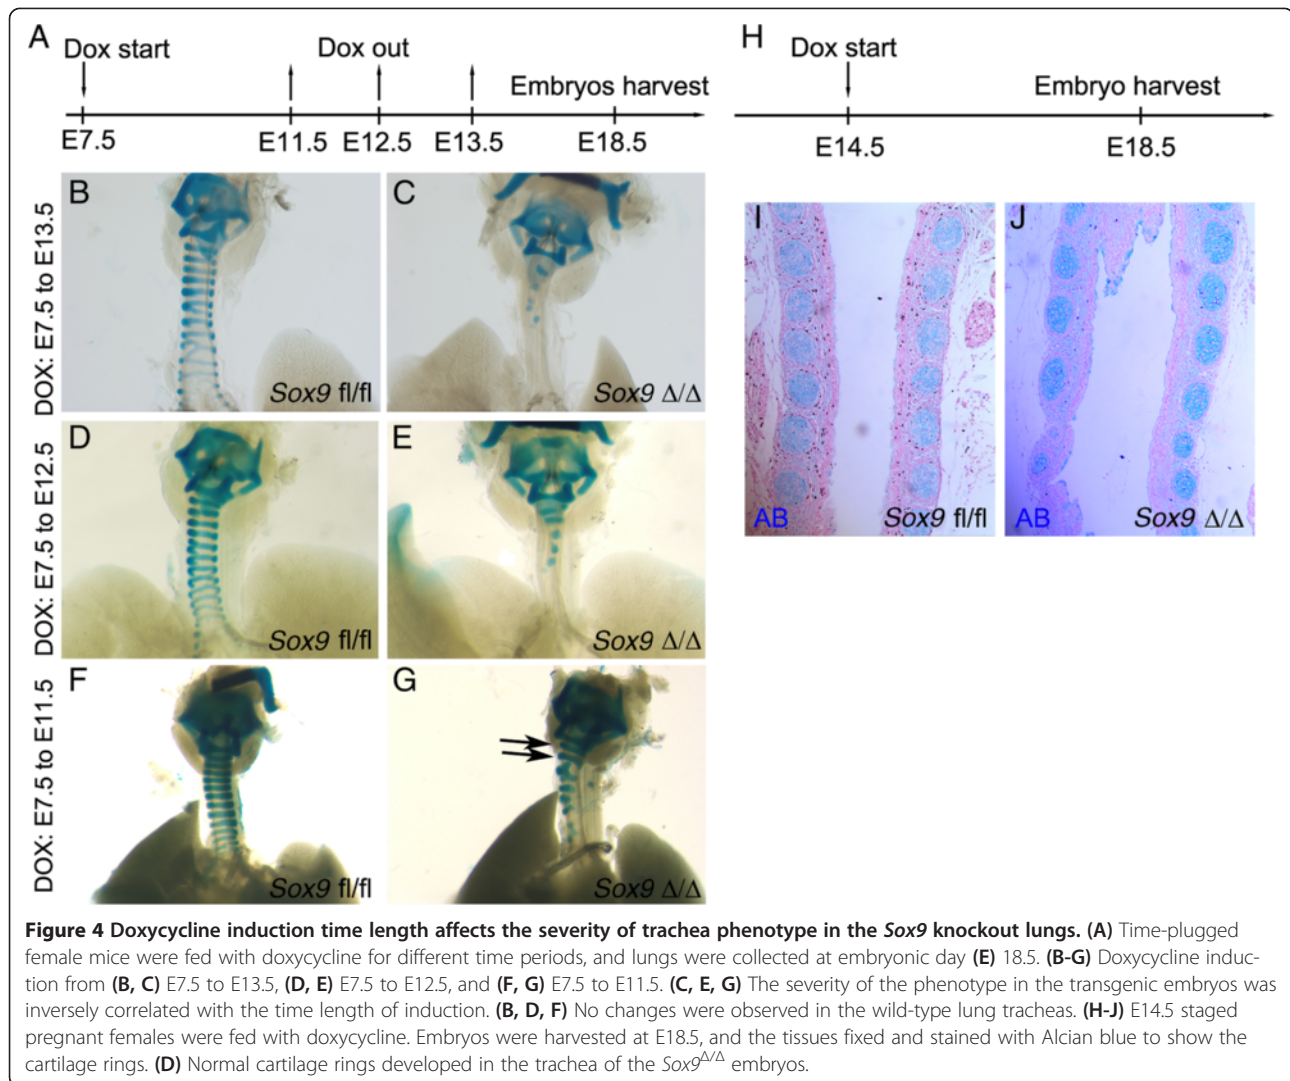 A
Dox start
Dox out
Embryos harvest
E7.5
E11.5
E12.5
E13.5
E18.5
DOX: E7.5 to E13.5
B
Sox9 fl/fl
C
Sox9 Δ/Δ
DOX: E7.5 to E12.5
D
Sox9 fl/fl
E
Sox9 Δ/Δ
DOX: E7.5 to E11.5
F
Sox9 fl/fl
G
Sox9 Δ/Δ
H
Dox start
Embryo harvest
E14.5
E18.5
I
AB
Sox9 fl/fl
J
AB
Sox9 Δ/Δ
Figure 4 Doxycycline induction time length affects the severity of trachea phenotype in the Sox9 knockout lungs. (A) Time-plugged
female mice were fed with doxycycline for different time periods, and lungs were collected at embryonic day (E) 18.5. (B-G) Doxycycline induc-
tion from (B, C) E7.5 to E13.5, (D, E) E7.5 to E12.5, and (F, G) E7.5 to E11.5. (C, E, G) The severity of the phenotype in the transgenic embryos was
inversely correlated with the time length of induction. (B, D, F) No changes were observed in the wild-type lung tracheas. (H-J) E14.5 staged
pregnant females were fed with doxycycline. Embryos were harvested at E18.5, and the tissues fixed and stained with Alcian blue to show the
cartilage rings. (D) Normal cartilage rings developed in the trachea of the Sox9Δ/Δ embryos.